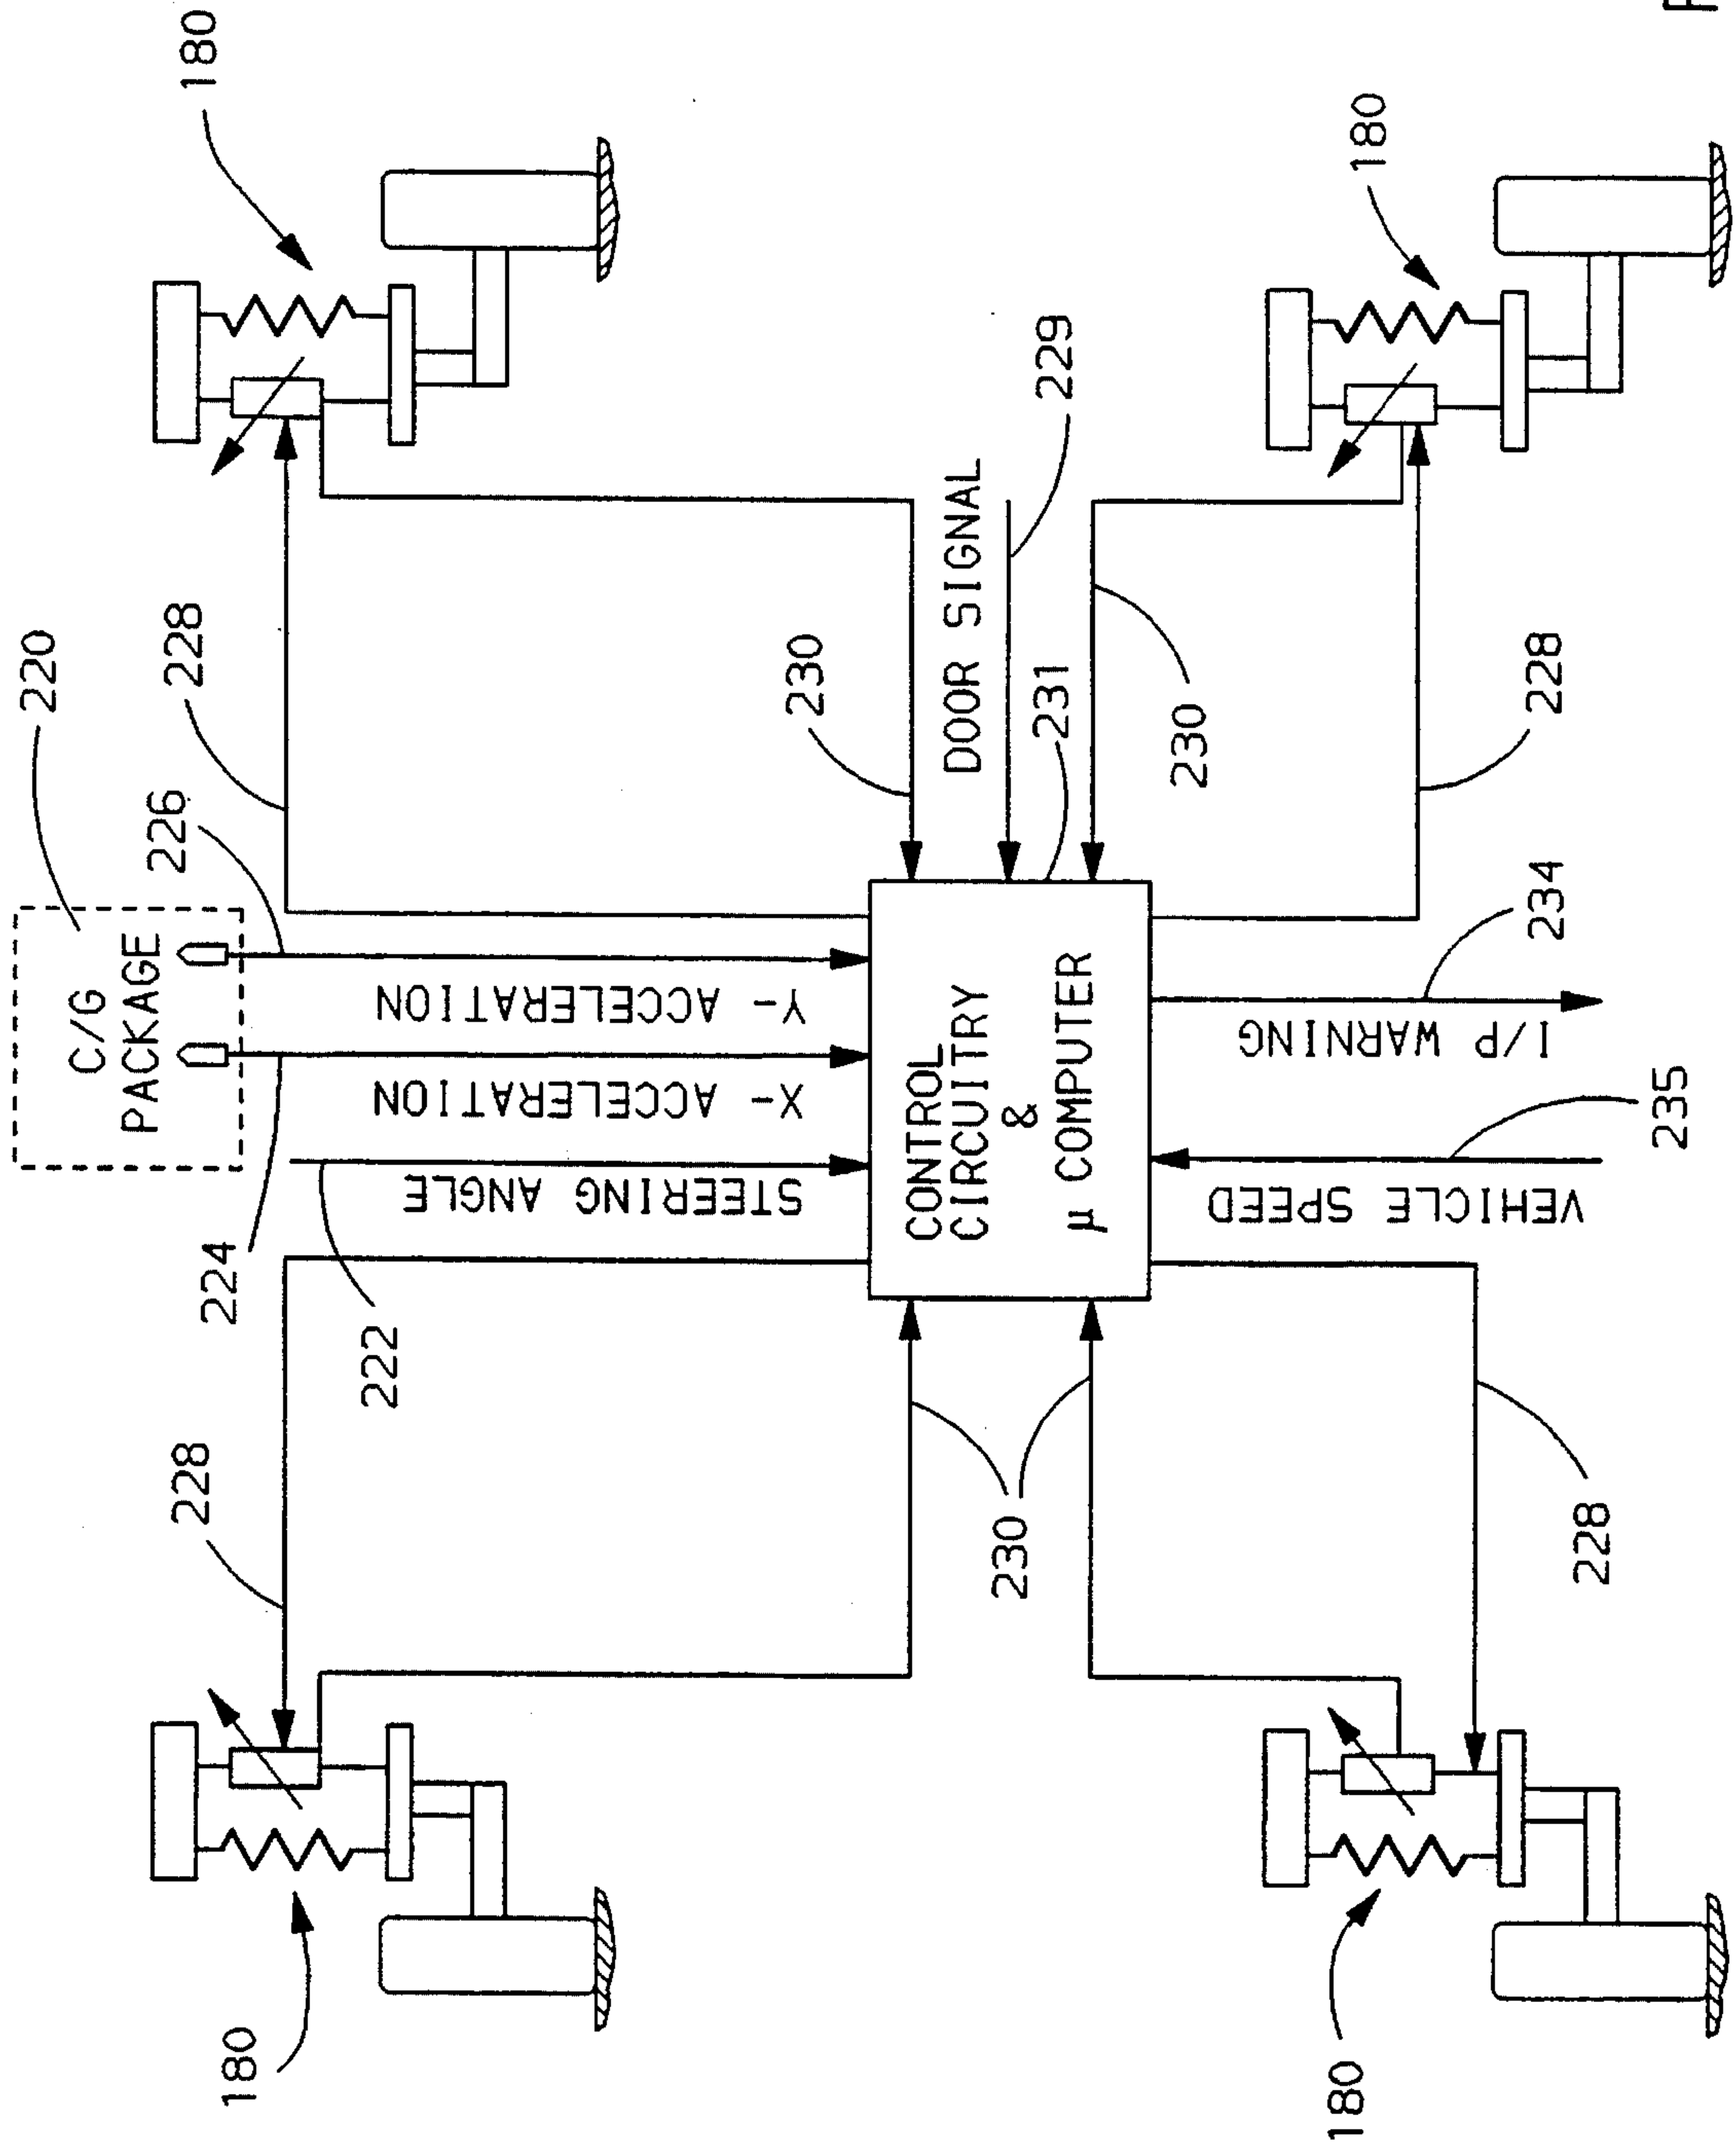 220
C/G
PACKAGE
180
228
224
226
228
180
222
STEERING ANGLE
X- ACCELERATION
Y- ACCELERATION
230
CONTROL
CIRCUITRY
&
µ COMPUTER
230
DOOR SIGNAL
231
229
230
180
228
VEHICLE SPEED
I/P WARNING
235
234
228
180